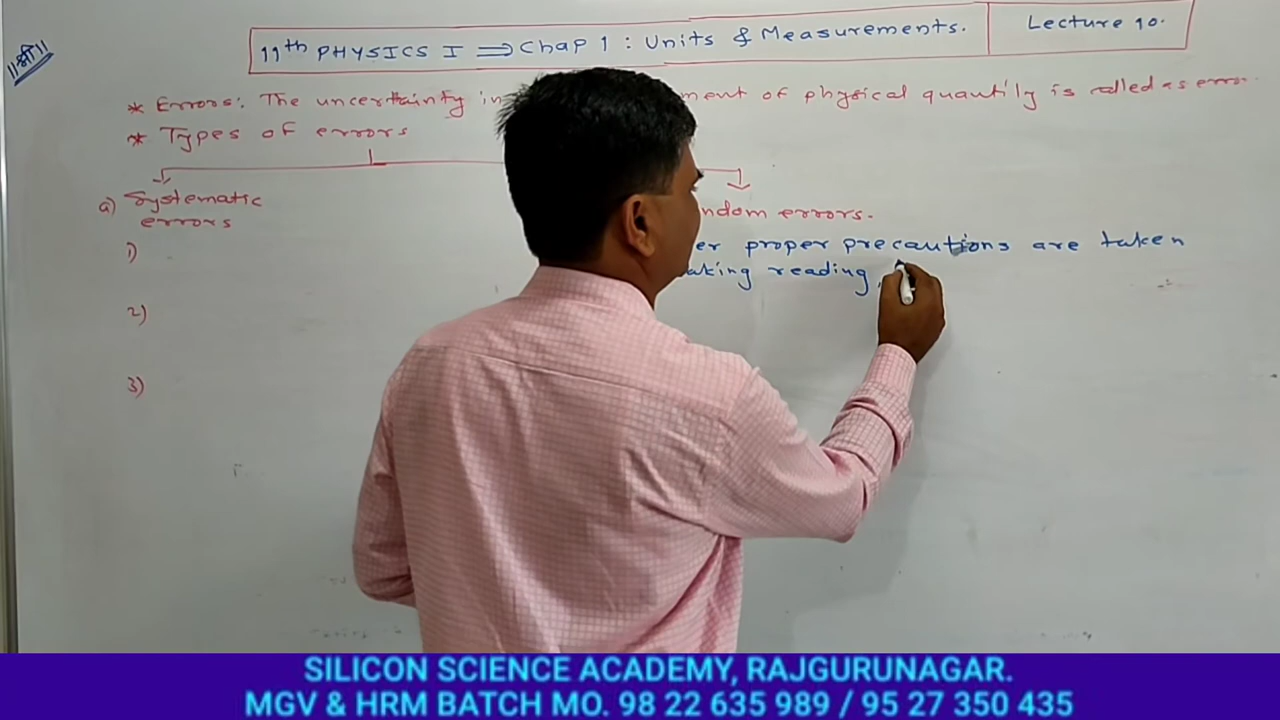 ॥श्री॥
11th PHYSICS I ⟹ Chap 1 : Units & Measurements.
Lecture 10.
* Errors: The uncertainty in ment of physical quantity is called as error.
* Types of errors
a) Systematic
errors
ndom errors.
1)
er proper precautions are taken
aking reading,
2)
3)
SILICON SCIENCE ACADEMY, RAJGURUNAGAR.
MGV & HRM BATCH MO. 98 22 635 989 / 95 27 350 435